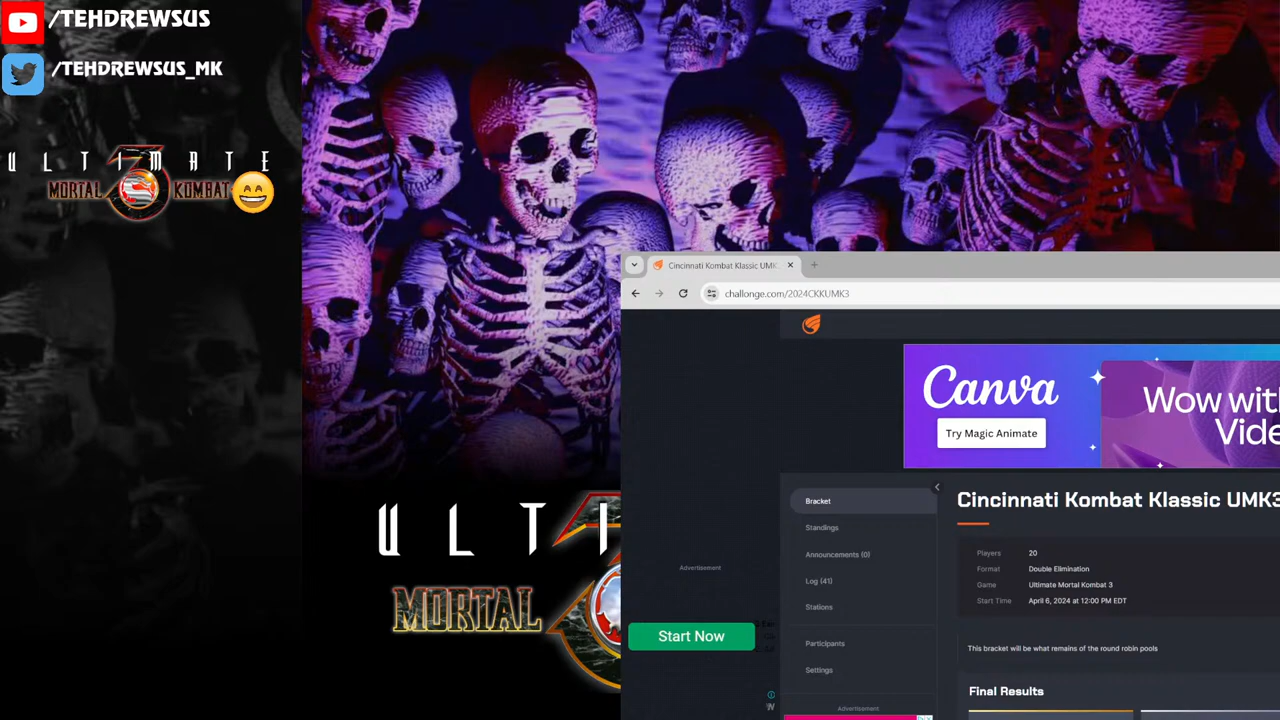 /TEHDREWSUS
/TEHDREWSUS_MK
ULTIMATE
MORTAL KOMBAT
3
Cincinnati Kombat Klassic UMK
challonge.com/2024CKKUMK3
Canva
Try Magic Animate
Wow wit
Vide
Bracket
Standings
Announcements (0)
Log (41)
Stations
Participants
Settings
Advertisement
Cincinnati Kombat Klassic UMK3
Players 20
Format Double Elimination
Game Ultimate Mortal Kombat 3
Start Time April 6, 2024 at 12:00 PM EDT
This bracket will be what remains of the round robin pools
Final Results
Advertisement
Start Now
ULTI
MORTAL